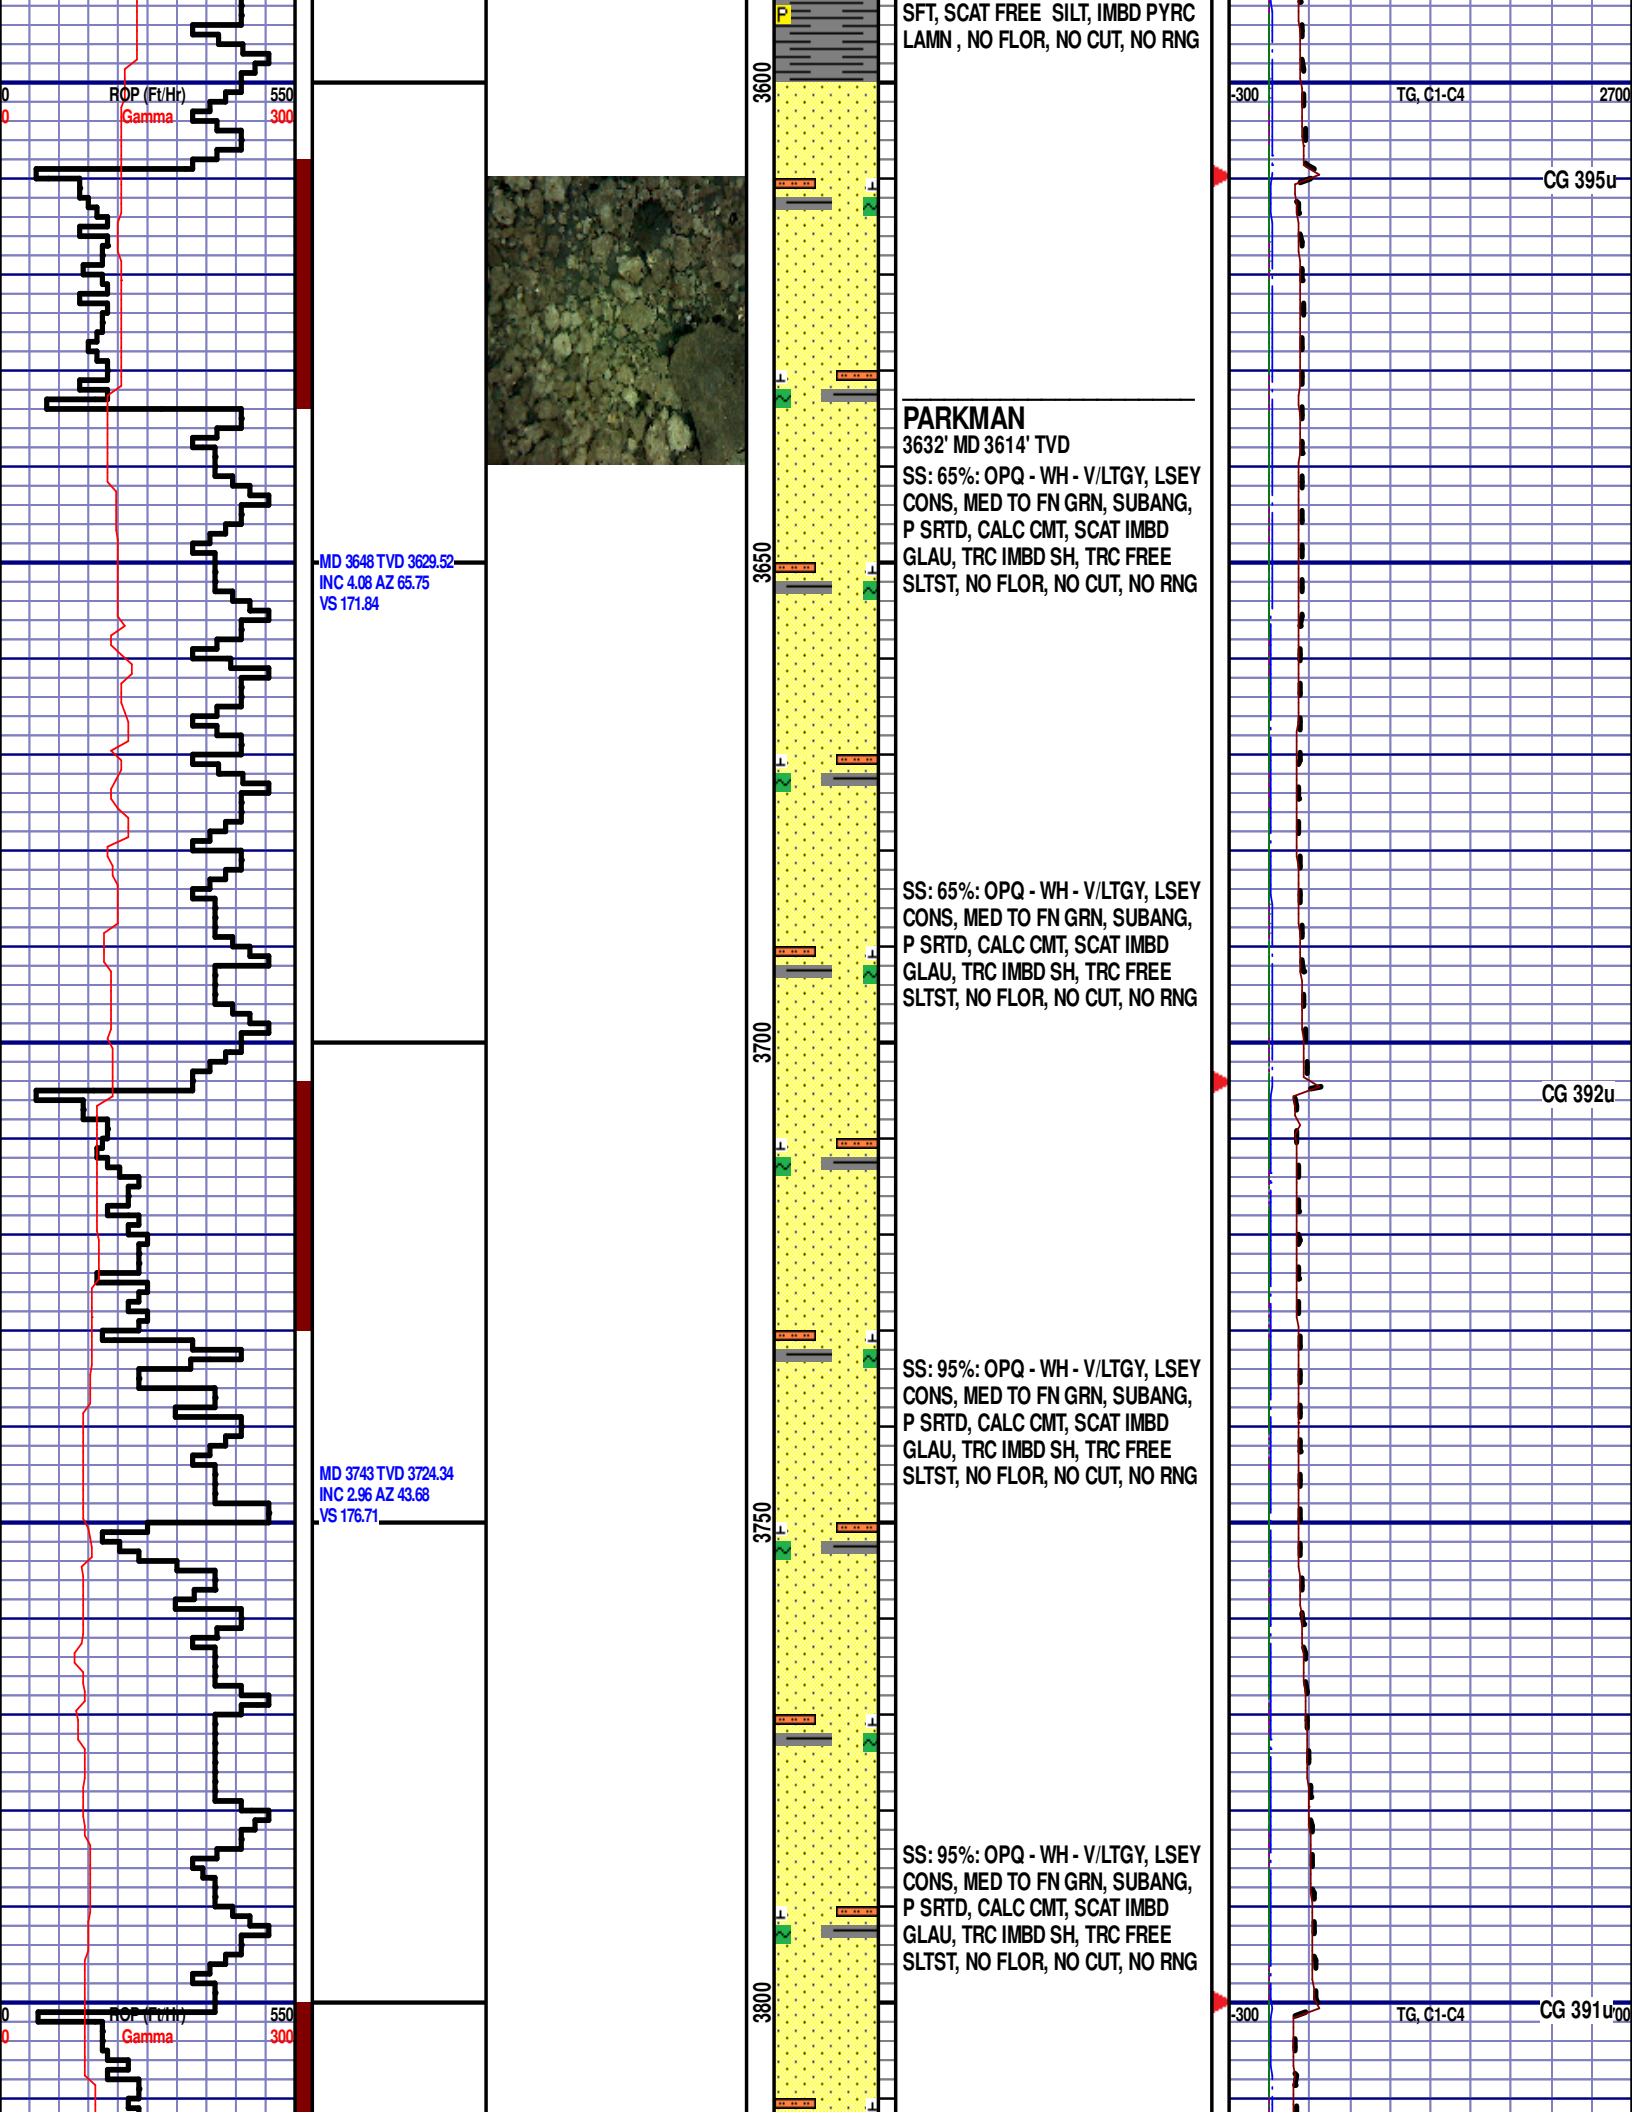 P
SFT, SCAT FREE SILT, IMBD PYRC
LAMN , NO FLOR, NO CUT, NO RNG
3600
0 ROP (Ft/Hr) 550
0 Gamma 300
-300 TG, C1-C4 2700
CG 395u
PARKMAN
3632' MD 3614' TVD
SS: 65%: OPQ - WH - V/LTGY, LSEY
CONS, MED TO FN GRN, SUBANG,
P SRTD, CALC CMT, SCAT IMBD
GLAU, TRC IMBD SH, TRC FREE
SLTST, NO FLOR, NO CUT, NO RNG
3650
MD 3648 TVD 3629.52
INC 4.08 AZ 65.75
VS 171.84
SS: 65%: OPQ - WH - V/LTGY, LSEY
CONS, MED TO FN GRN, SUBANG,
P SRTD, CALC CMT, SCAT IMBD
GLAU, TRC IMBD SH, TRC FREE
SLTST, NO FLOR, NO CUT, NO RNG
3700
CG 392u
SS: 95%: OPQ - WH - V/LTGY, LSEY
CONS, MED TO FN GRN, SUBANG,
P SRTD, CALC CMT, SCAT IMBD
GLAU, TRC IMBD SH, TRC FREE
SLTST, NO FLOR, NO CUT, NO RNG
MD 3743 TVD 3724.34
INC 2.96 AZ 43.68
VS 176.71
3750
SS: 95%: OPQ - WH - V/LTGY, LSEY
CONS, MED TO FN GRN, SUBANG,
P SRTD, CALC CMT, SCAT IMBD
GLAU, TRC IMBD SH, TRC FREE
SLTST, NO FLOR, NO CUT, NO RNG
3800
0 ROP (Ft/Hr) 550
0 Gamma 300
-300 TG, C1-C4
CG 391u